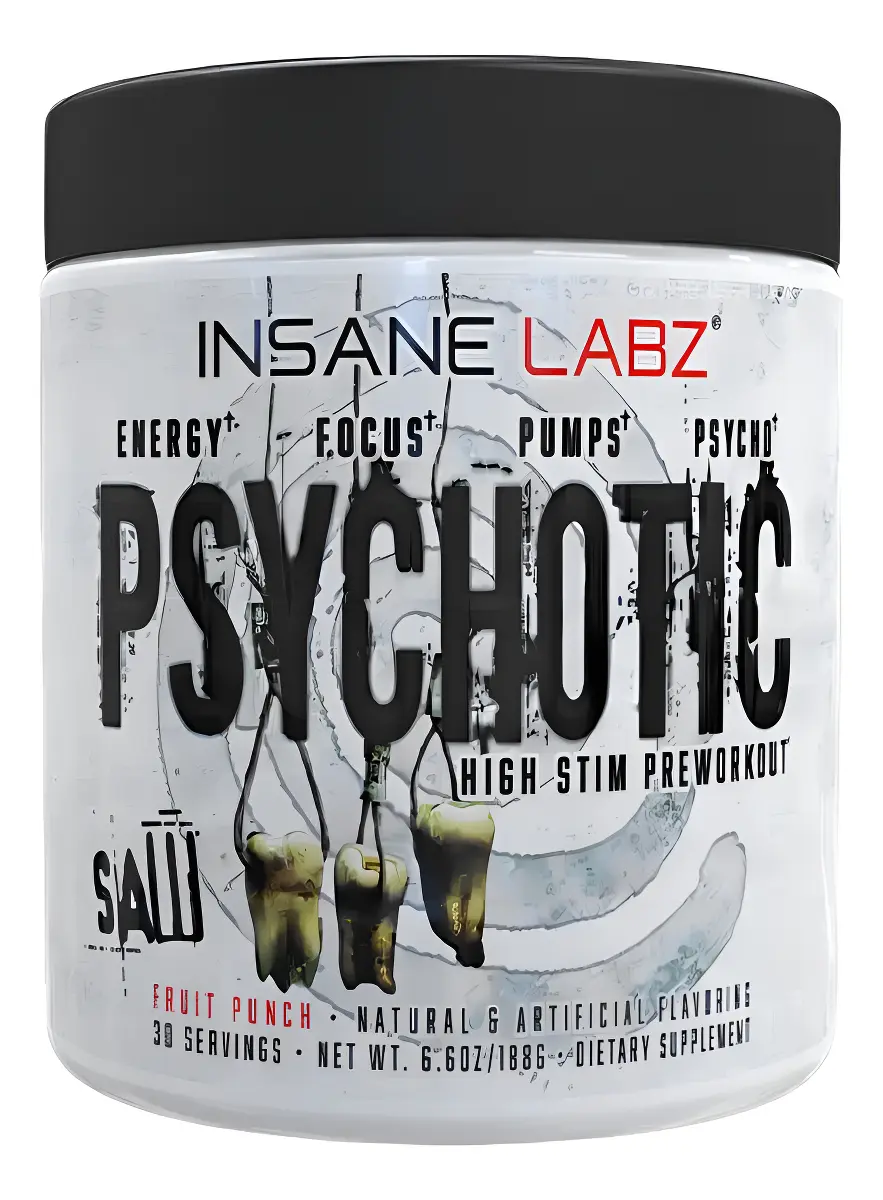 INSANE LABZ®
ENERGY† FOCUS† PUMPS† PSYCHO†
PSYCHOTIC
HIGH STIM PREWORKOUT
SAW
FRUIT PUNCH · NATURAL & ARTIFICIAL FLAVORING
30 SERVINGS · NET WT. 6.6OZ/188G · DIETARY SUPPLEMENT